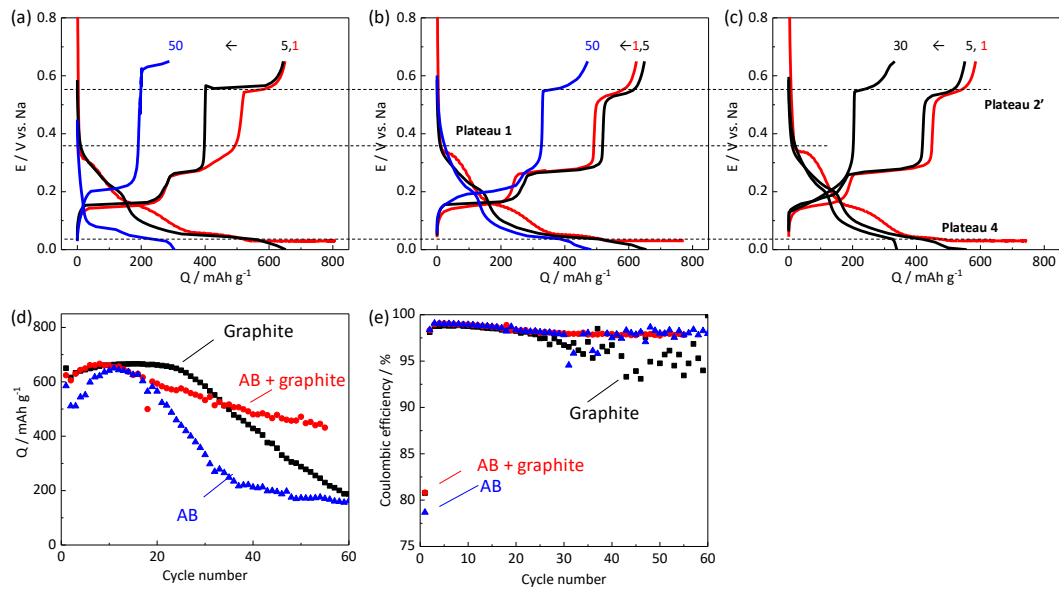 (a)
(b)
(c)
0.8
0.6
0.4
0.2
0.0
E / V vs. Na
50
←
5,1
0
200
400
600
800
Q / mAh g⁻¹
0.8
0.6
0.4
0.2
0.0
E / V vs. Na
50
←1,5
Plateau 1
0
200
400
600
800
Q / mAh g⁻¹
0.8
0.6
0.4
0.2
0.0
E / V vs. Na
30
←
5, 1
Plateau 2′
Plateau 4
0
200
400
600
800
Q / mAh g⁻¹
(d)
800
600
400
200
0
Q / mAh g⁻¹
Graphite
AB + graphite
AB
0
20
40
60
Cycle number
(e)
100
95
90
85
80
75
Coulombic efficiency / %
Graphite
AB + graphite
AB
0
10
20
30
40
50
60
Cycle number